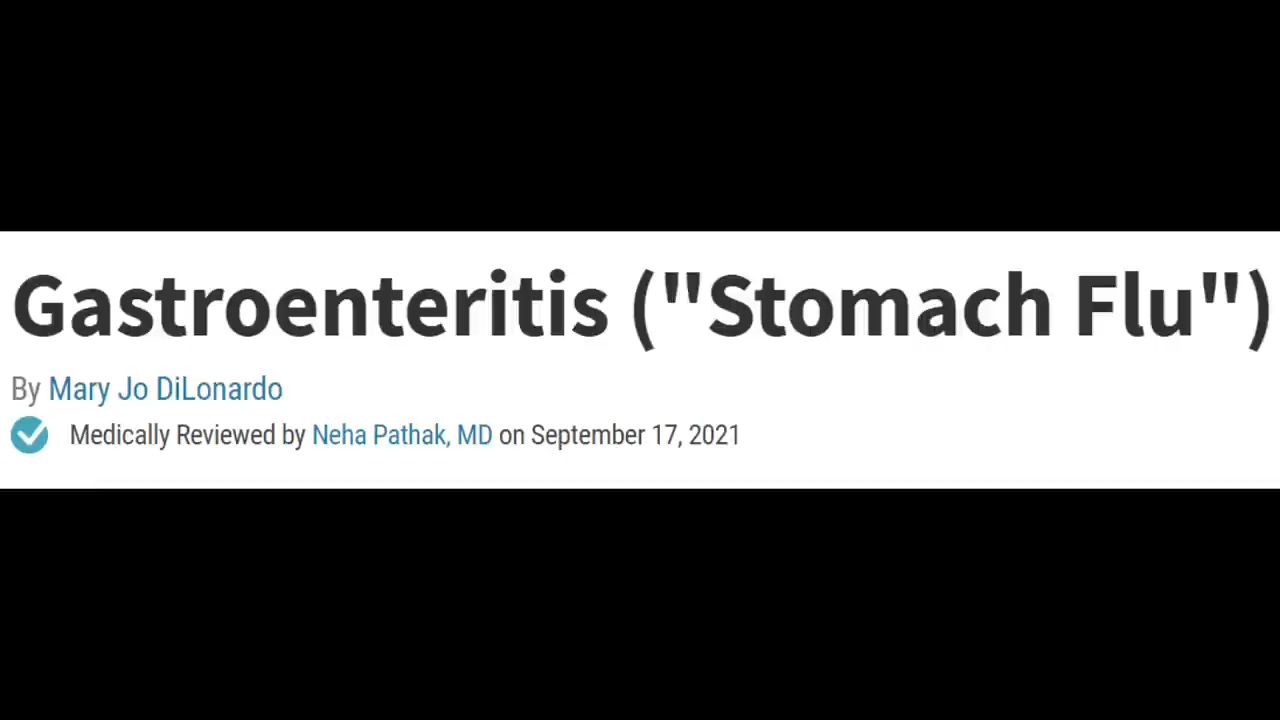 Gastroenteritis ("Stomach Flu")
By Mary Jo DiLonardo
Medically Reviewed by Neha Pathak, MD on September 17, 2021